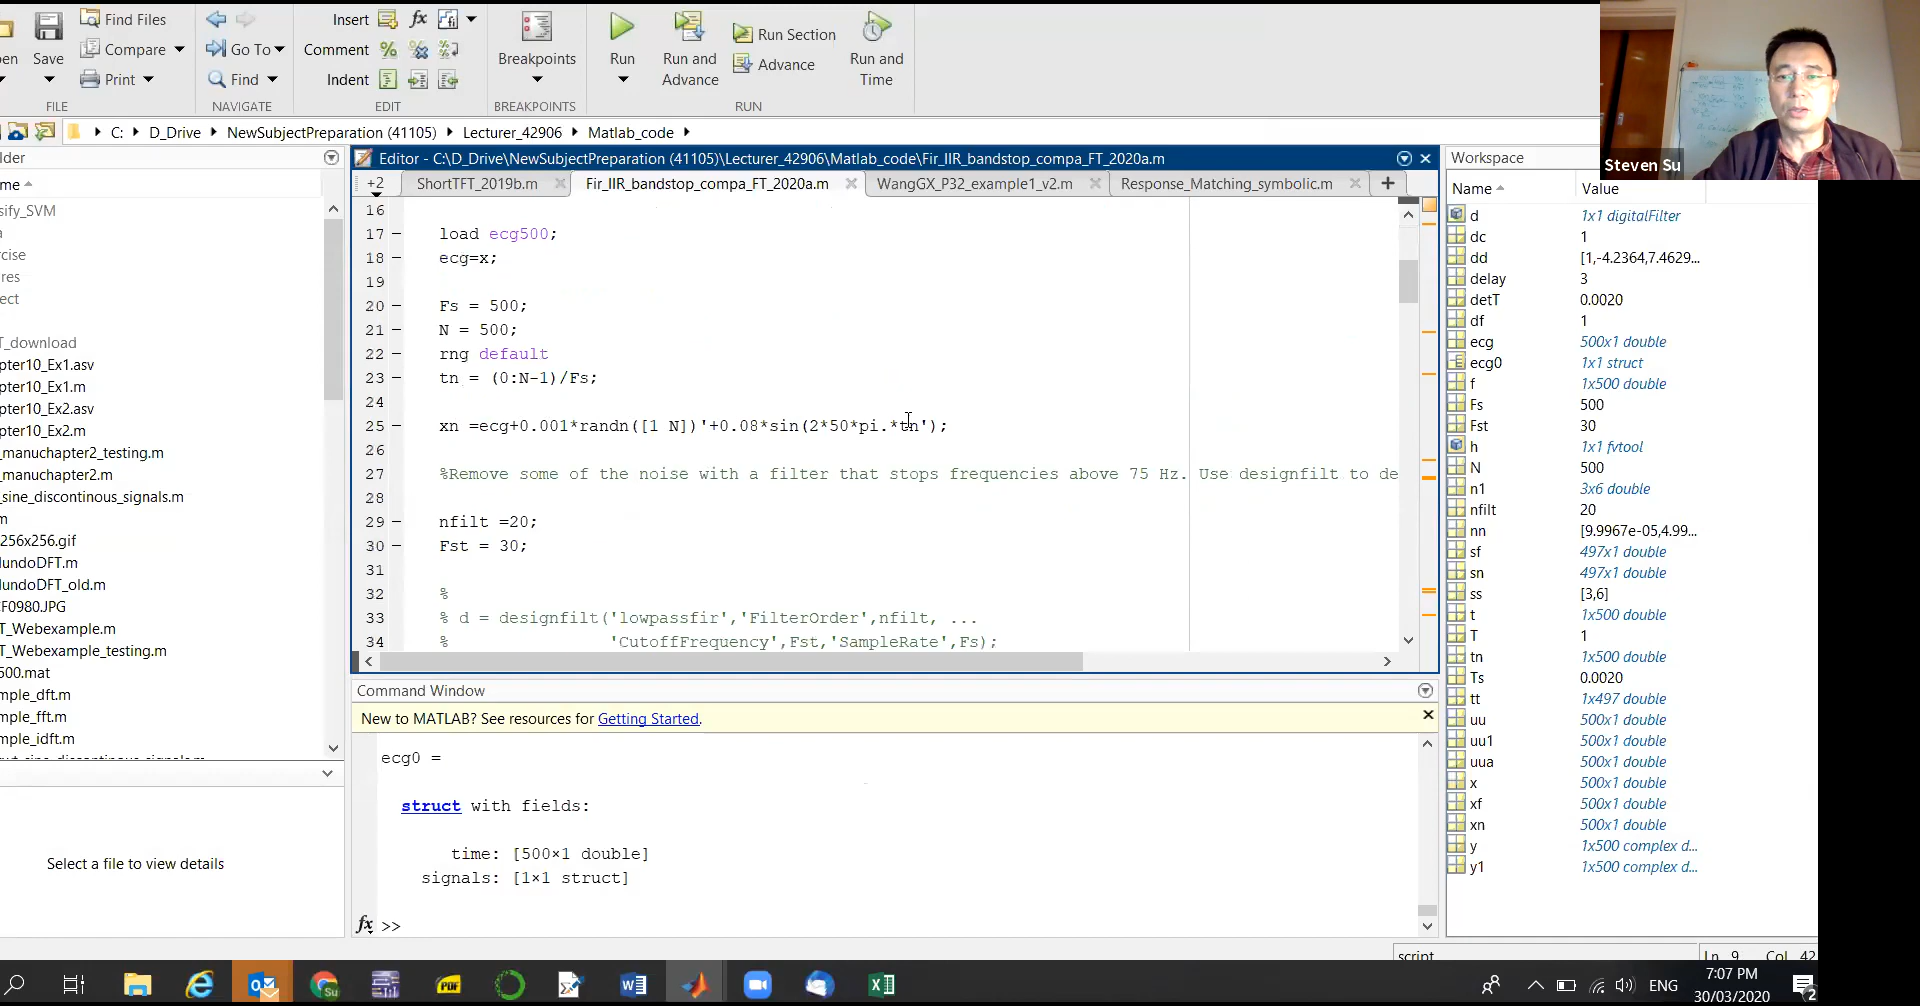 Find Files
Insert
fx
fi
Compare
Go To
Comment
Breakpoints
Run
Run and Advance
Run Section
Advance
Run and Time
Save
Print
Find
Indent
FILE
NAVIGATE
EDIT
BREAKPOINTS
RUN
C:
D_Drive
NewSubjectPreparation (41105)
Lecturer_42906
Matlab_code
Steven Su
lder
Editor - C:\D_Drive\NewSubjectPreparation (41105)\Lecturer_42906\Matlab_code\Fir_IIR_bandstop_compa_FT_2020a.m
+2
ShortTFT_2019b.m
Fir_IIR_bandstop_compa_FT_2020a.m
WangGX_P32_example1_v2.m
Response_Matching_symbolic.m
me
sify_SVM
a
rcise
res
ect
T_download
pter10_Ex1.asv
pter10_Ex1.m
pter10_Ex2.asv
pter10_Ex2.m
_manuchapter2_testing.m
_manuchapter2.m
_sine_discontinous_signals.m
m
256x256.gif
MundoDFT.m
MundoDFT_old.m
CF0980.JPG
T_Webexample.m
T_Webexample_testing.m
500.mat
mple_dft.m
mple_fft.m
mple_idft.m
Select a file to view details
16
17 load ecg500;
18 ecg=x;
19
20 Fs = 500;
21 N = 500;
22 rng default
23 tn = (0:N-1)/Fs;
24
25 xn =ecg+0.001*randn([1 N])'+0.08*sin(2*50*pi.*tn');
26
27 %Remove some of the noise with a filter that stops frequencies above 75 Hz. Use designfilt to de
28
29 nfilt =20;
30 Fst = 30;
31
32 %
33 % d = designfilt('lowpassfir','FilterOrder',nfilt, ...
34 % 'CutoffFrequency',Fst,'SampleRate',Fs);
Command Window
New to MATLAB? See resources for Getting Started.
ecg0 =
struct with fields:
time: [500×1 double]
signals: [1×1 struct]
fx >>
Workspace
Name Value
d 1x1 digitalFilter
dc 1
dd [1,-4.2364,7.4629...
delay 3
detT 0.0020
df 1
ecg 500x1 double
ecg0 1x1 struct
f 1x500 double
Fs 500
Fst 30
h 1x1 fvtool
N 500
n1 3x6 double
nfilt 20
nn [9.9967e-05,4.99...
sf 497x1 double
sn 497x1 double
ss [3,6]
t 1x500 double
T 1
tn 1x500 double
Ts 0.0020
tt 1x497 double
uu 500x1 double
uu1 500x1 double
uua 500x1 double
x 500x1 double
xf 500x1 double
xn 500x1 double
y 1x500 complex d...
y1 1x500 complex d...
script
Ln 9 Col 42
ENG
7:07 PM
30/03/2020
2